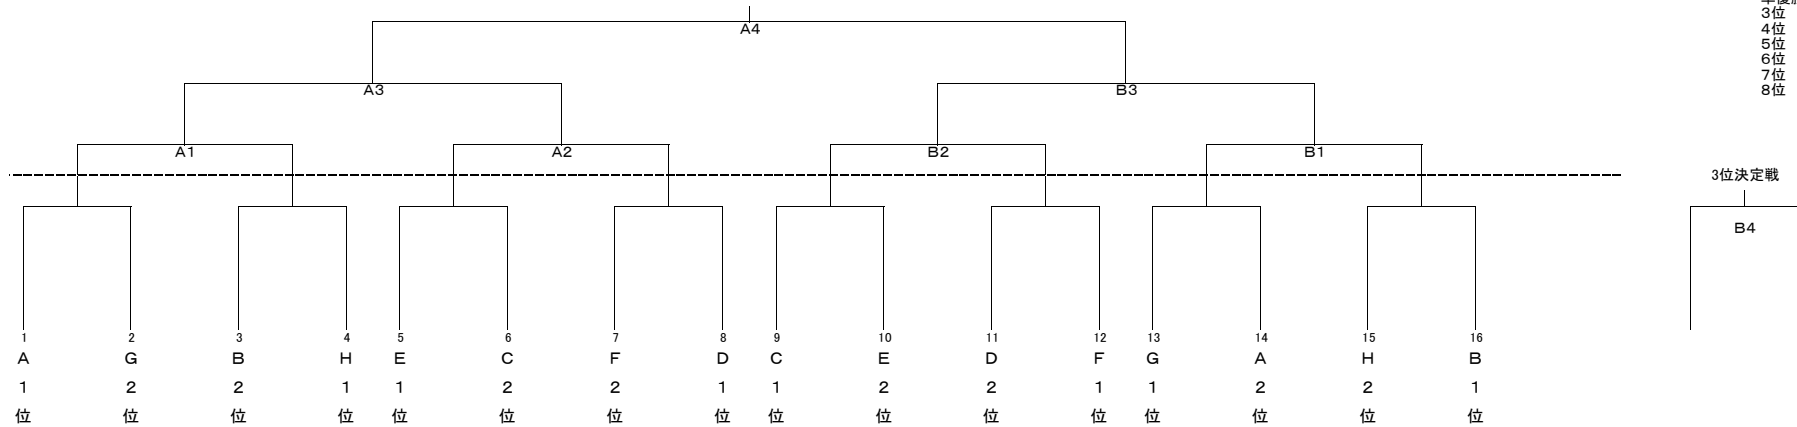 3位
4位
5位
6位
7位
8位
A4
A3
B3
A1
A2
B2
B1
3位決定戦
B4
1 2 3 4 5 6 7 8 9 10 11 12 13 14 15 16
A G B H E C F D C E D F G A H B
1 2 2 1 1 2 2 1 1 2 2 1 1 2 2 1
位 位 位 位 位 位 位 位 位 位 位 位 位 位 位 位